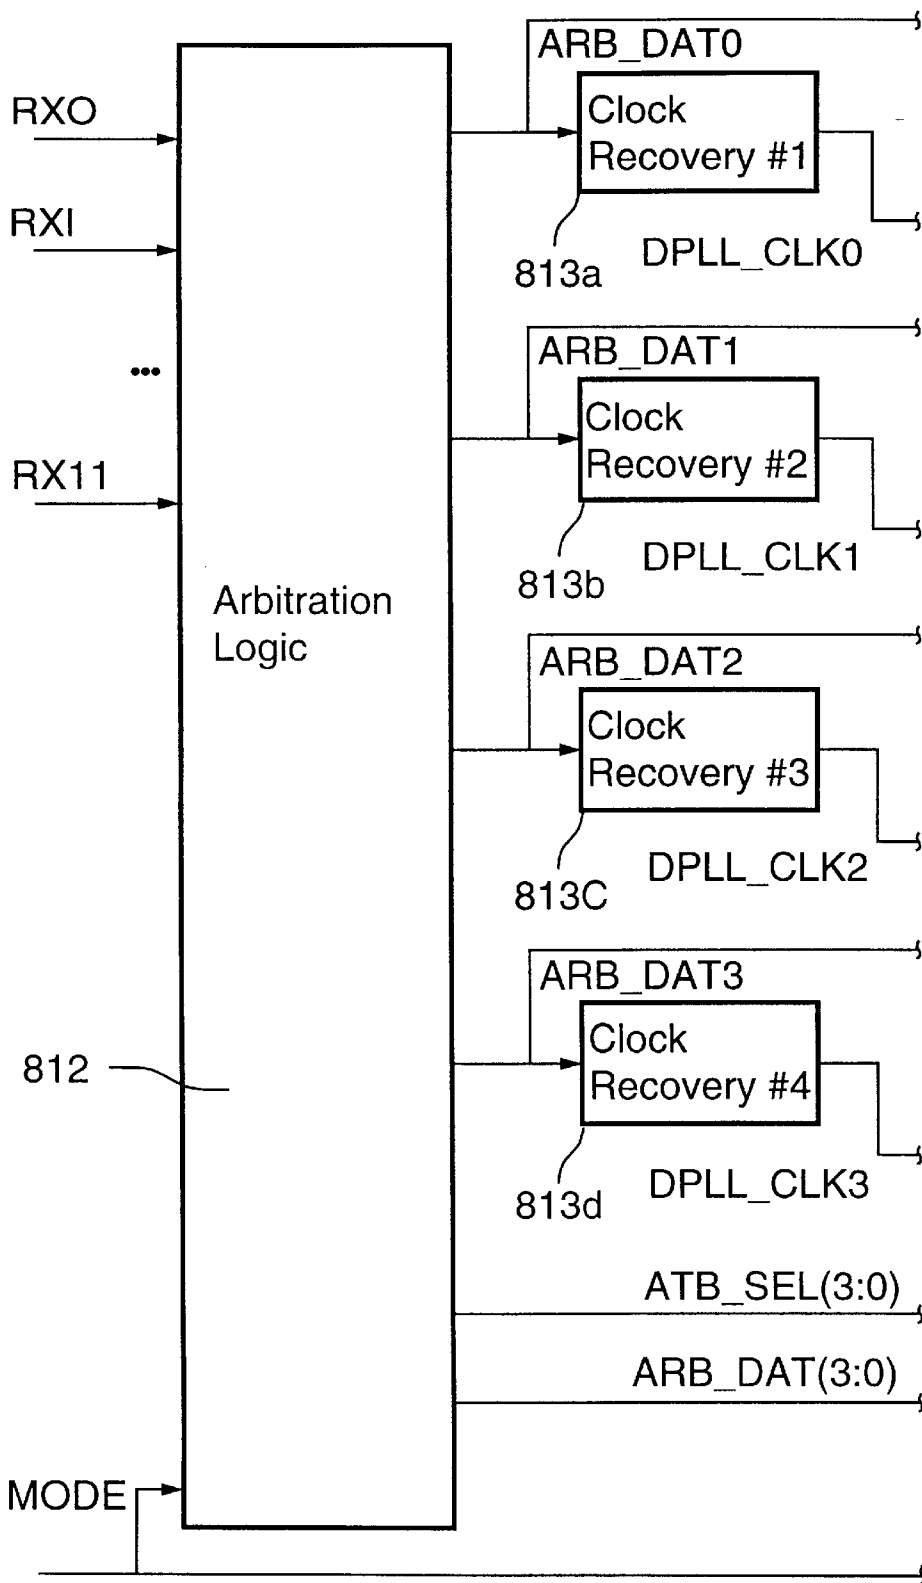 ARB_DAT0
RXO
Clock
Recovery #1
RXI
DPLL_CLK0
813a
ARB_DAT1
•••
Clock
Recovery #2
RX11
DPLL_CLK1
813b
Arbitration
Logic
ARB_DAT2
Clock
Recovery #3
DPLL_CLK2
813C
ARB_DAT3
Clock
Recovery #4
812
DPLL_CLK3
813d
ATB_SEL(3:0)
ARB_DAT(3:0)
MODE